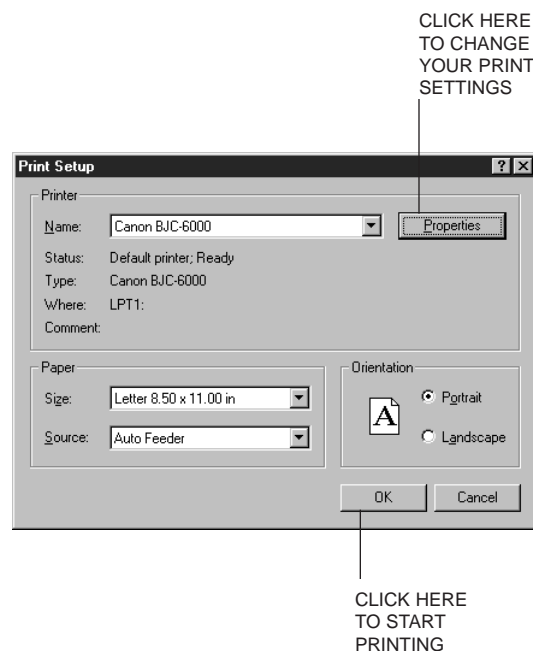 CLICK HERE
TO CHANGE
YOUR PRINT
SETTINGS
Print Setup
Printer
Name: Canon BJC-6000 Properties
Status: Default printer; Ready
Type: Canon BJC-6000
Where: LPT1:
Comment:
Paper
Size: Letter 8.50 x 11.00 in
Source: Auto Feeder
Orientation
A
Portrait
Landscape
OK Cancel
CLICK HERE
TO START
PRINTING